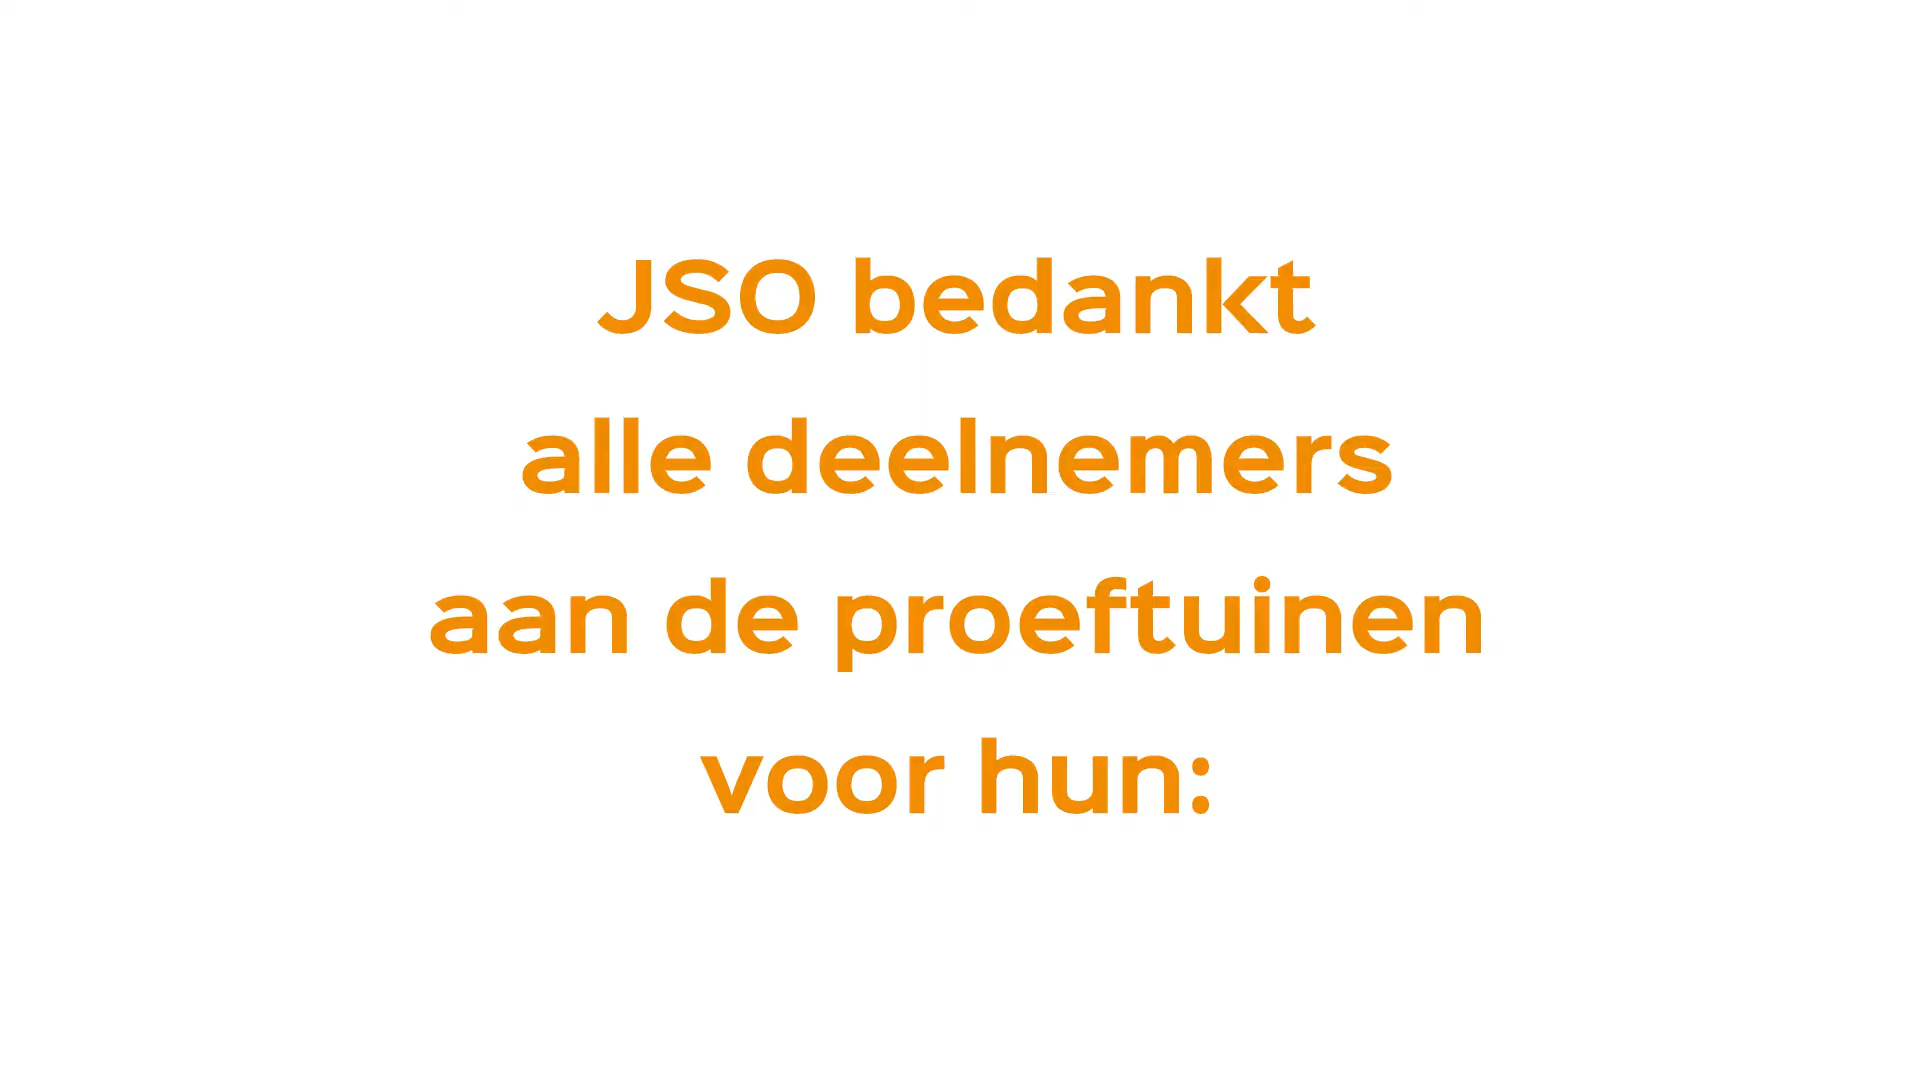 JSO bedankt
alle deelnemers
aan de proeftuinen
voor hun: